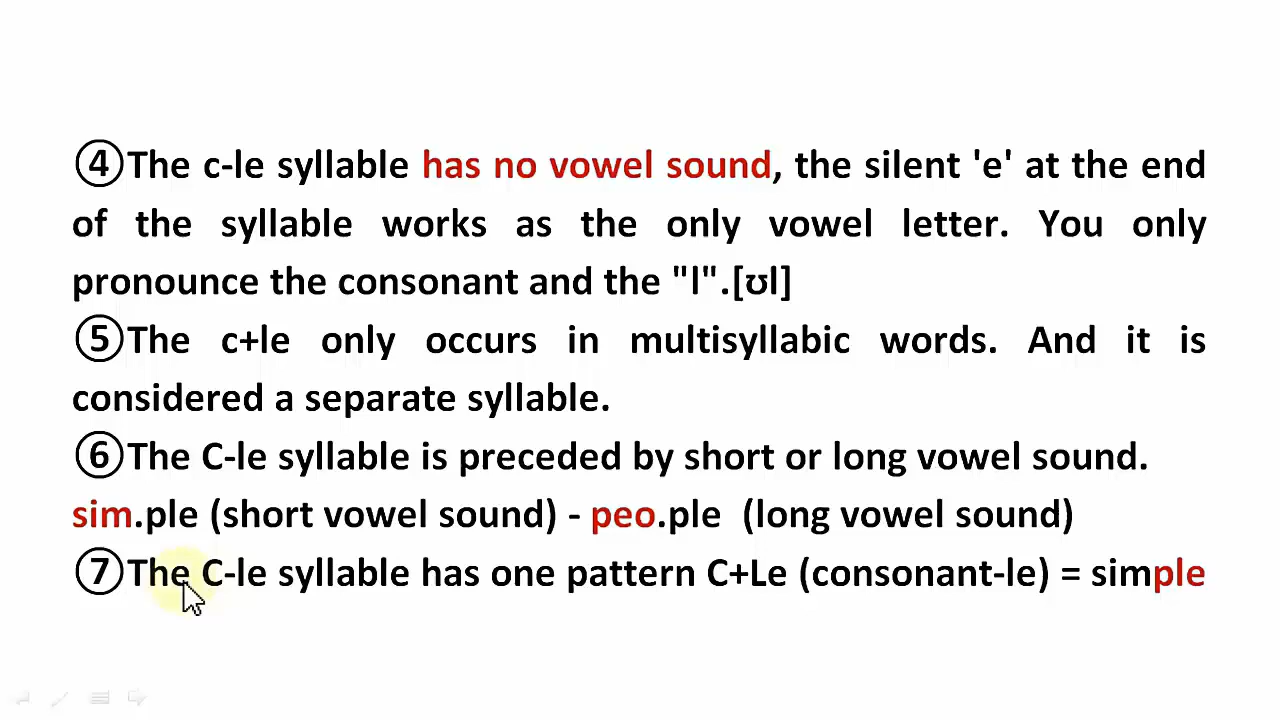 ④The c-le syllable has no vowel sound, the silent 'e' at the end
of the syllable works as the only vowel letter. You only
pronounce the consonant and the "l".[ʊl]
⑤The c+le only occurs in multisyllabic words. And it is
considered a separate syllable.
⑥The C-le syllable is preceded by short or long vowel sound.
sim.ple (short vowel sound) - peo.ple (long vowel sound)
⑦The C-le syllable has one pattern C+Le (consonant-le) = simple